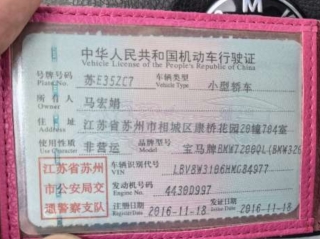 中华人民共和国机动车行驶证
Vehicle License of the People's Republic of China
号牌号码 苏E35ZC7 车辆类型 小型轿车
Plate No. Vehicle Type
所有人 马宏娟
Owner
住址 江苏省苏州市相城区康桥花园28幢704室
Address
使用性质 非营运 品牌型号 宝马牌BMW7200QL(BMW320
Use Character Model
江苏省苏州 车辆识别代号 LBV8W3106HMG84977
VIN
市公安局交 发动机号码 4438D997
Engine No.
巡警察支队 注册日期 2016-11-18 发证日期 2016-11-18
Register Date Issue Date